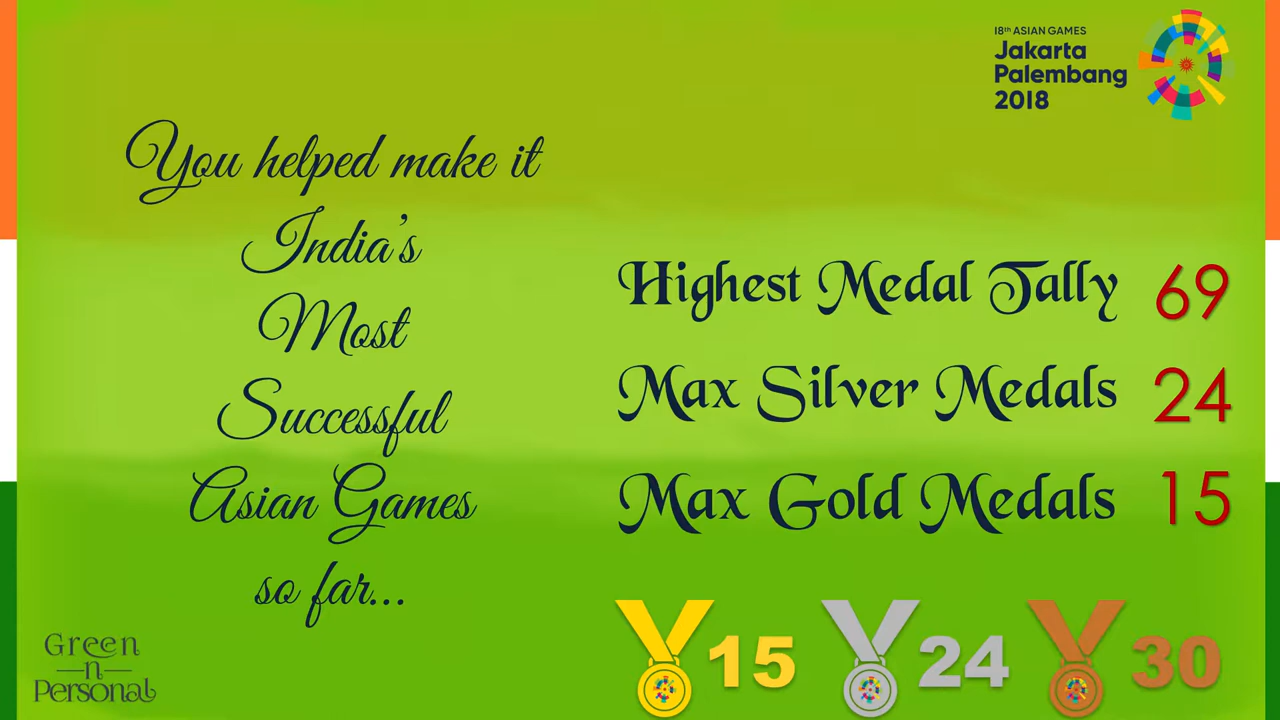 18th ASIAN GAMES
Jakarta
Palembang
2018
You helped make it
India's
Most
Successful
Asian Games
so far...
Highest Medal Tally 69
Max Silver Medals 24
Max Gold Medals 15
15 24 30
Green
n
Personal